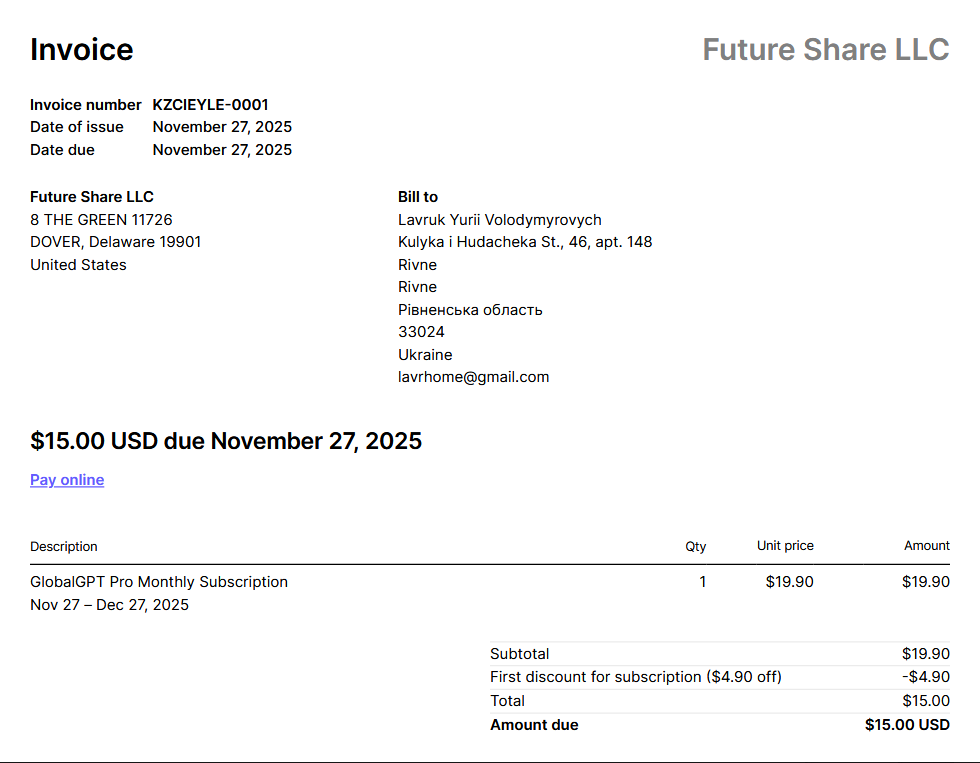 Invoice
Future Share LLC
Invoice number KZCIEYLE-0001
Date of issue November 27, 2025
Date due November 27, 2025
Future Share LLC
8 THE GREEN 11726
DOVER, Delaware 19901
United States
Bill to
Lavruk Yurii Volodymyrovych
Kulyka i Hudacheka St., 46, apt. 148
Rivne
Rivne
Рівненська область
33024
Ukraine
lavrhome@gmail.com
$15.00 USD due November 27, 2025
Pay online
Description Qty Unit price Amount
GlobalGPT Pro Monthly Subscription 1 $19.90 $19.90
Nov 27 – Dec 27, 2025
Subtotal $19.90
First discount for subscription ($4.90 off) -$4.90
Total $15.00
Amount due $15.00 USD